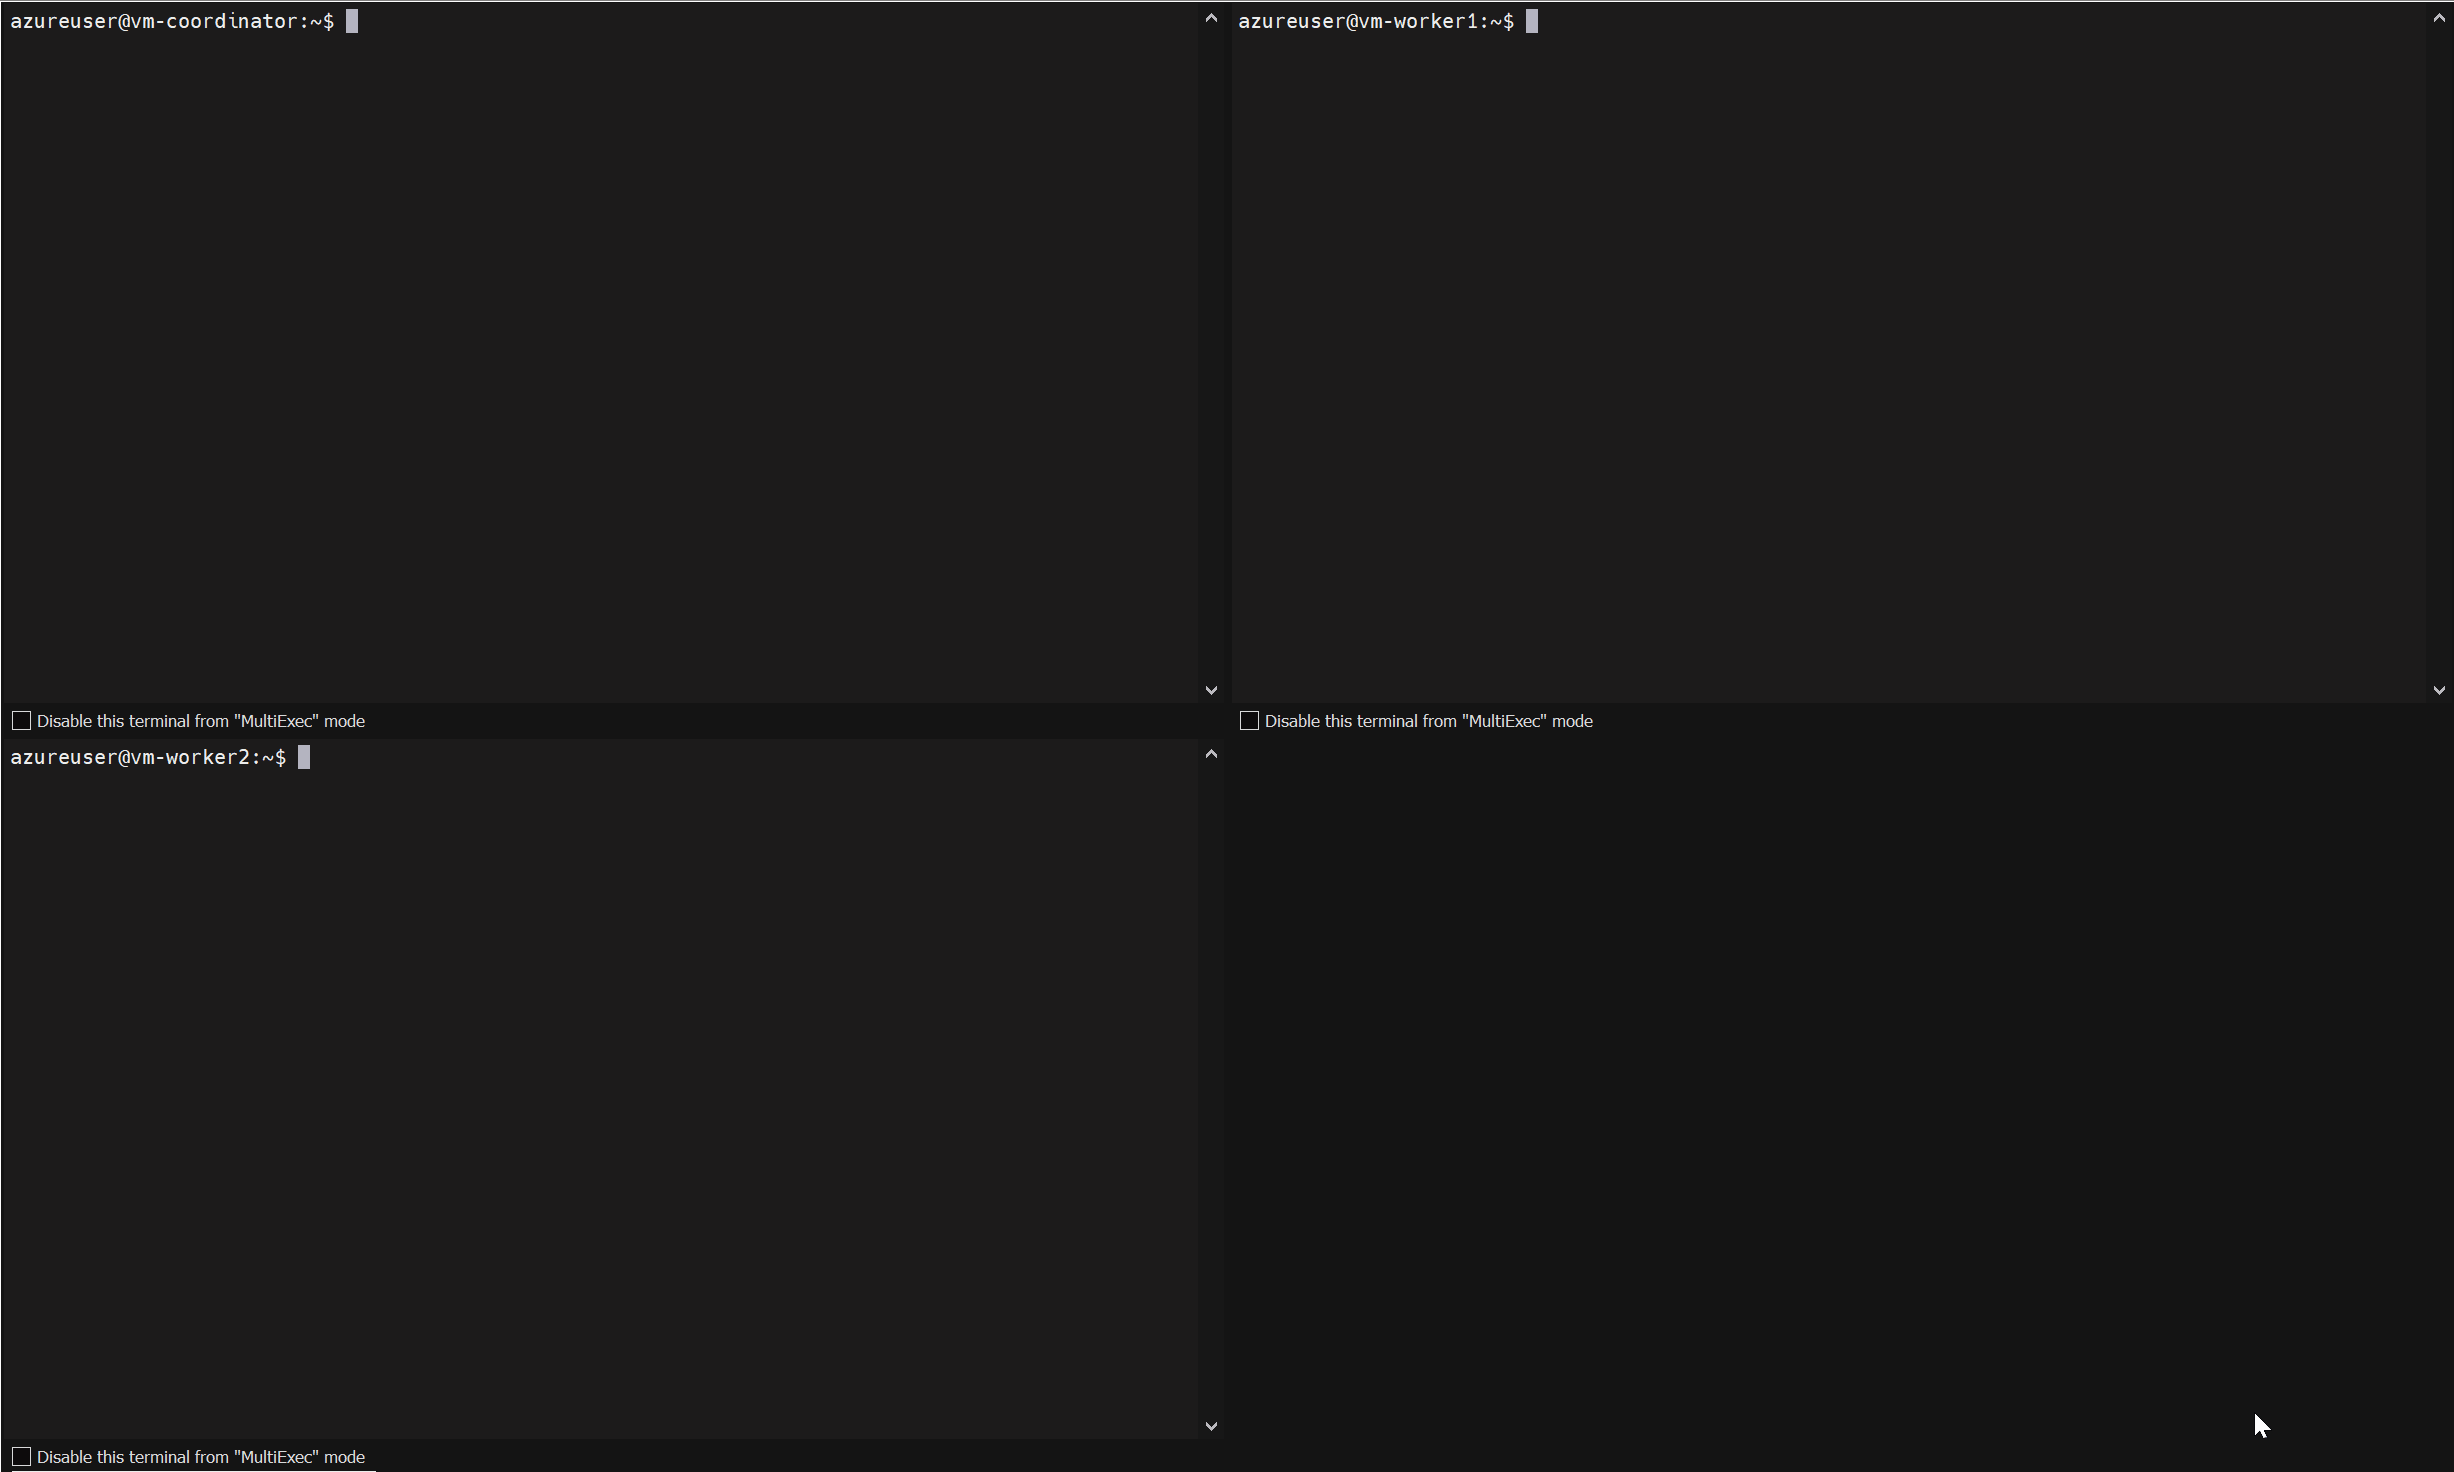 azureuser@vm-coordinator:~$
azureuser@vm-worker1:~$
Disable this terminal from "MultiExec" mode
Disable this terminal from "MultiExec" mode
azureuser@vm-worker2:~$
Disable this terminal from "MultiExec" mode